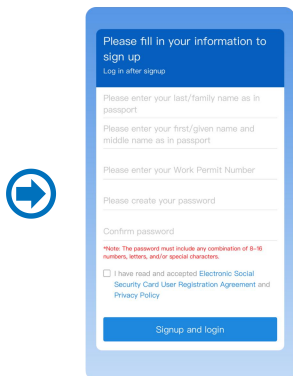 Please fill in your information to
sign up
Log in after signup
Please enter your last/family name as in
passport
Please enter your first/given name and
middle name as in passport
Please enter your Work Permit Number
Please create your password
Confirm password
*Note: The password must include any combination of 8-16
numbers, letters, and/or special characters.
I have read and accepted Electronic Social
Security Card User Registration Agreement and
Privacy Policy
Signup and login